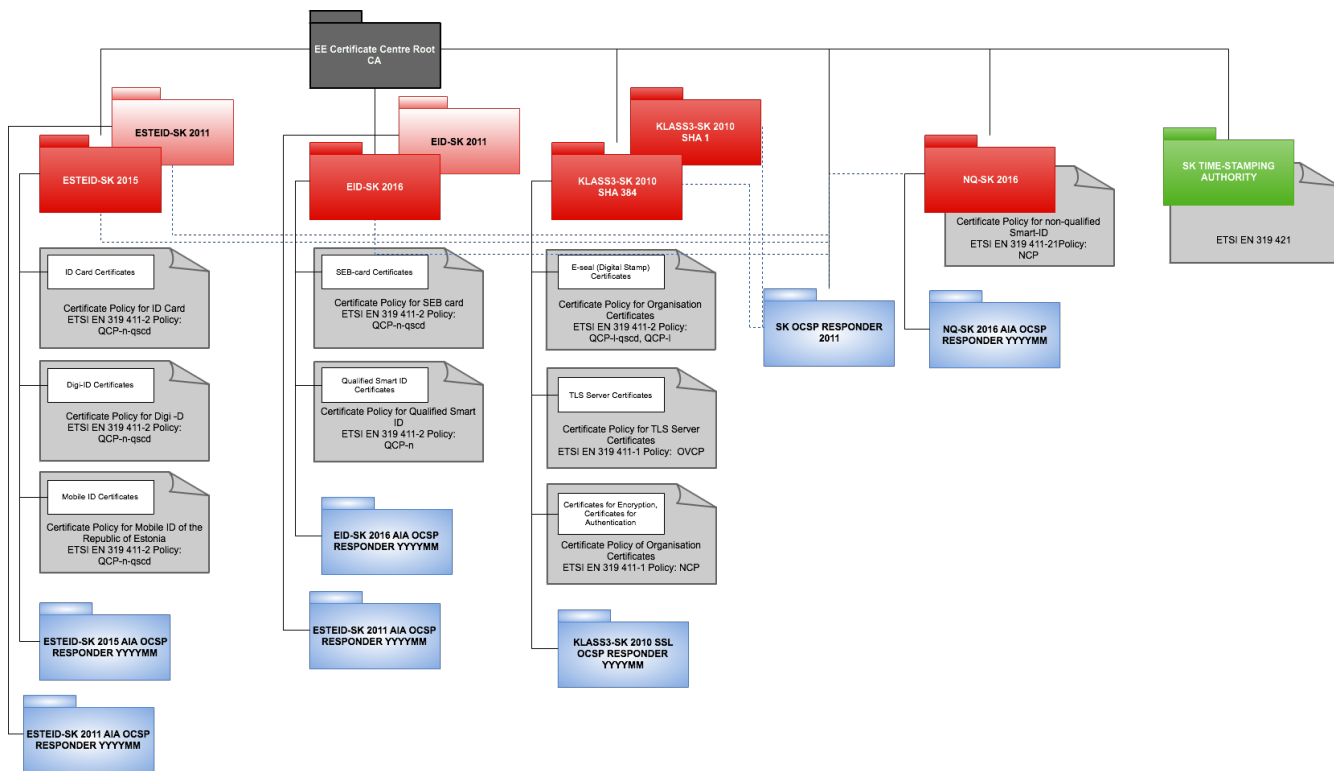 EE Certificate Centre Root
CA
ESTEID-SK 2011
ESTEID-SK 2015
EID-SK 2011
EID-SK 2016
KLASS3-SK 2010
SHA 1
KLASS3-SK 2010
SHA 384
NQ-SK 2016
Certificate Policy for non-qualified
Smart-ID
ETSI EN 319 411-21Policy:
NCP
SK TIME-STAMPING
AUTHORITY
ETSI EN 319 421
ID Card Certificates
Certificate Policy for ID Card
ETSI EN 319 411-2 Policy:
QCP-n-qscd
Digi-ID Certificates
Certificate Policy for Digi -D
ETSI EN 319 411-2 Policy:
QCP-n-qscd
Mobile ID Certificates
Certificate Policy for Mobile ID of the
Republic of Estonia
ETSI EN 319 411-2 Policy:
QCP-n-qscd
ESTEID-SK 2015 AIA OCSP
RESPONDER YYYYMM
ESTEID-SK 2011 AIA OCSP
RESPONDER YYYYMM
SEB-card Certificates
Certificate Policy for SEB card
ETSI EN 319 411-2 Policy:
QCP-n-qscd
Qualified Smart ID
Certificates
Certificate Policy for Qualified Smart
ID
ETSI EN 319 411-2 Policy:
QCP-n
EID-SK 2016 AIA OCSP
RESPONDER YYYYMM
ESTEID-SK 2011 AIA OCSP
RESPONDER YYYYMM
E-seal (Digital Stamp)
Certificates
Certificate Policy for Organisation
Certificates
ETSI EN 319 411-2 Policy:
QCP-l-qscd, QCP-l
TLS Server Certificates
Certificate Policy for TLS Server
Certificates
ETSI EN 319 411-1 Policy: OVCP
Certificates for Encryption,
Certificates for
Authentication
Certificate Policy of Organisation
Certificates
ETSI EN 319 411-1 Policy: NCP
KLASS3-SK 2010 SSL
OCSP RESPONDER
YYYYMM
SK OCSP RESPONDER
2011
NQ-SK 2016 AIA OCSP
RESPONDER YYYYMM